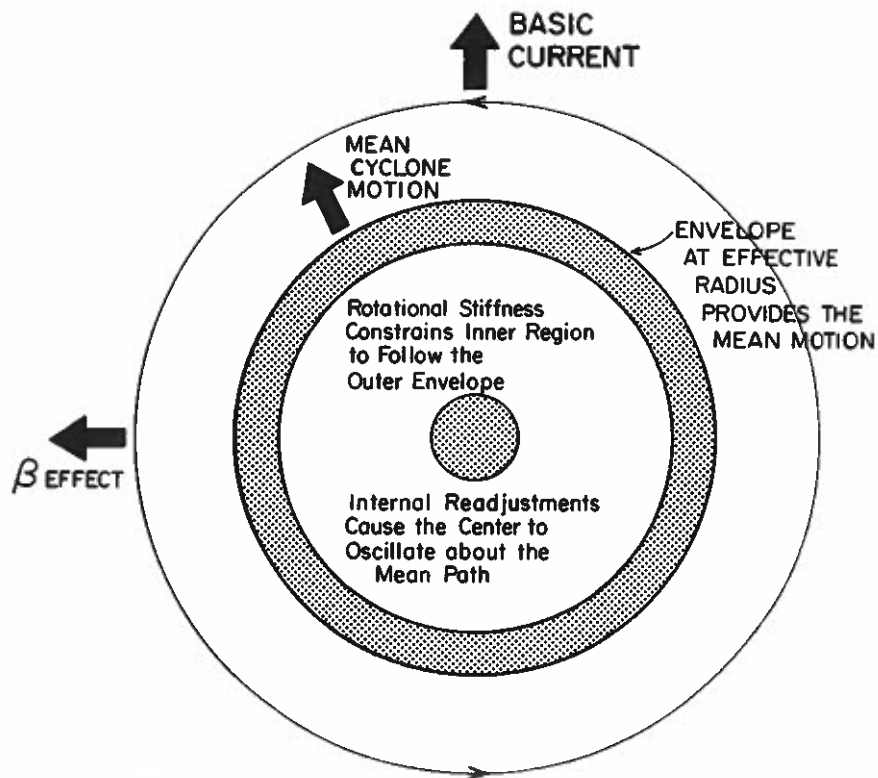 BASIC
CURRENT
MEAN
CYCLONE
MOTION
ENVELOPE
AT EFFECTIVE
RADIUS
PROVIDES THE
MEAN MOTION
Rotational Stiffness
Constrains Inner Region
to Follow the
Outer Envelope
β EFFECT
Internal Readjustments
Cause the Center to
Oscillate about the
Mean Path